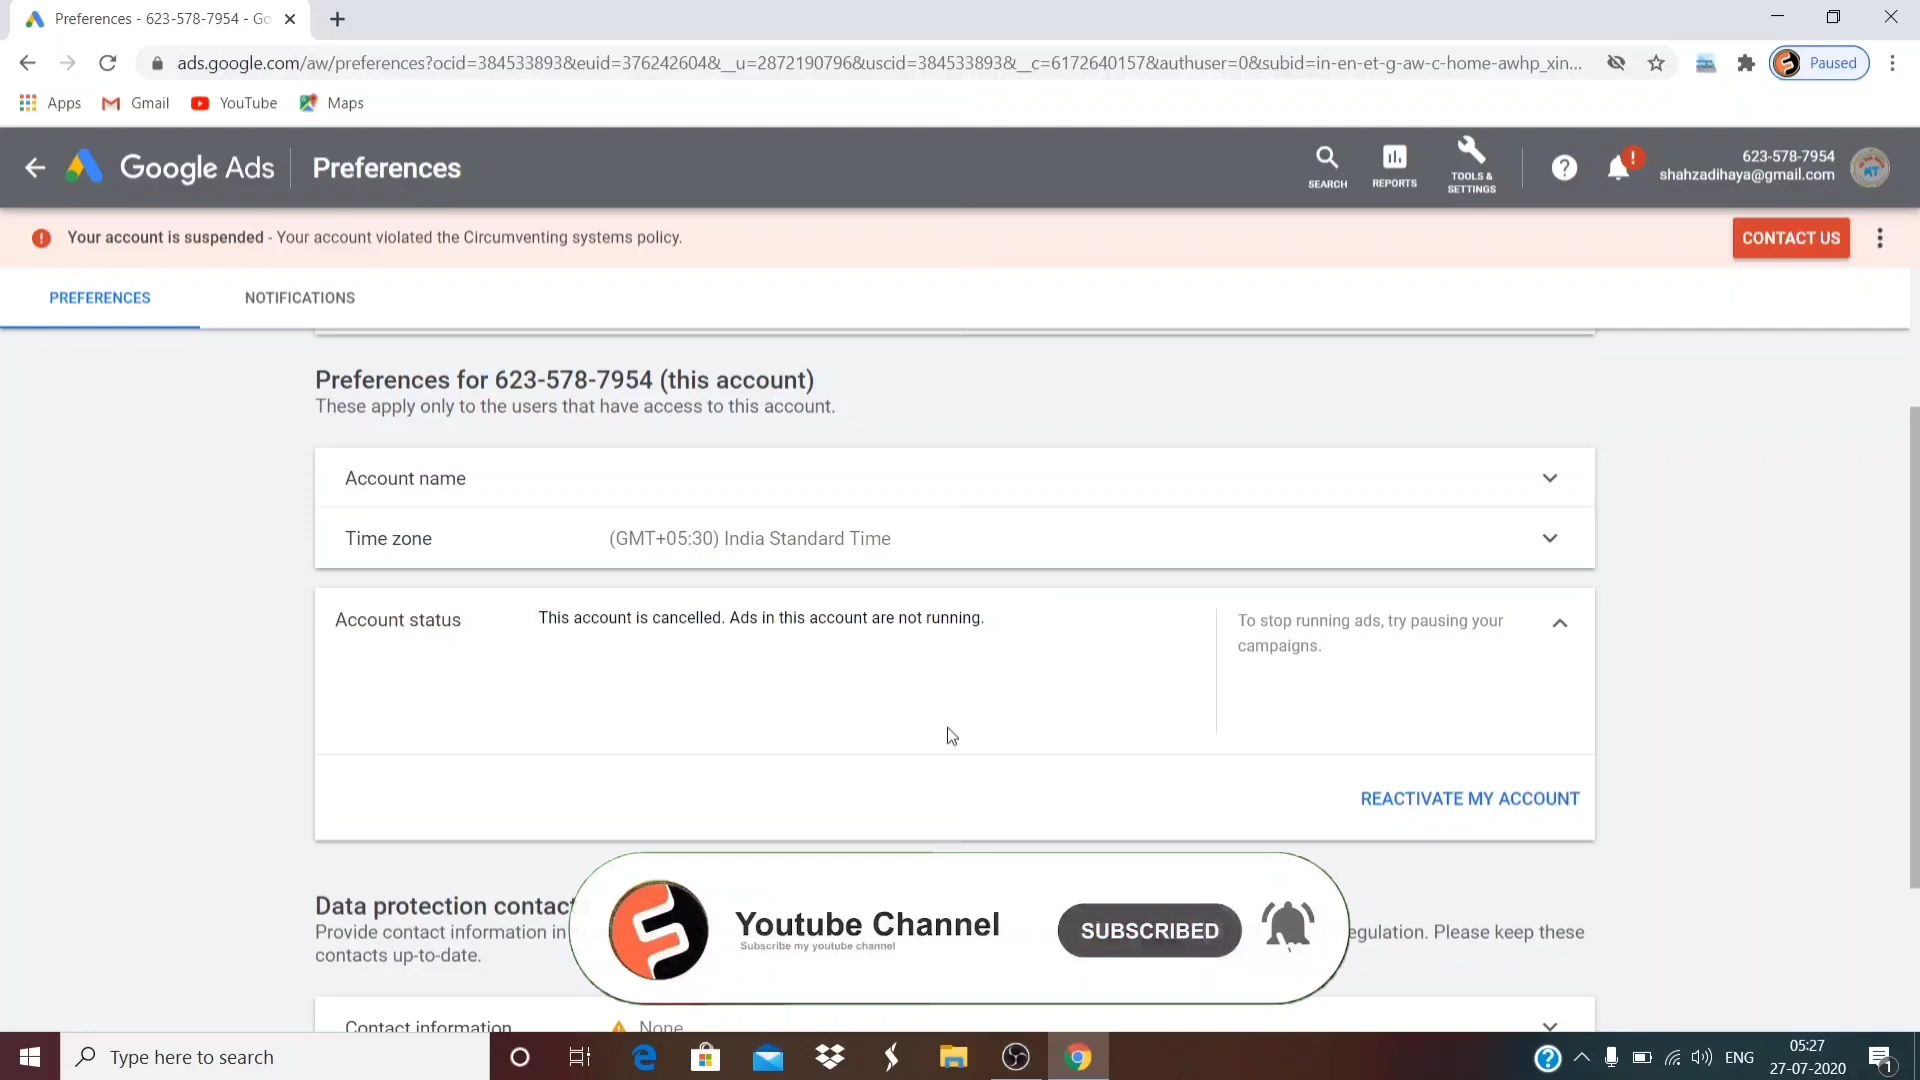 Preferences - 623-578-7954 - Go
ads.google.com/aw/preferences?ocid=384533893&euid=376242604&__u=2872190796&uscid=384533893&__c=6172640157&authuser=0&subid=in-en-et-g-aw-c-home-awhp_xin...
Paused
Apps Gmail YouTube Maps
Google Ads Preferences
SEARCH
REPORTS
TOOLS &
SETTINGS
?
!
623-578-7954
shahzadihaya@gmail.com
! Your account is suspended - Your account violated the Circumventing systems policy.
CONTACT US
PREFERENCES NOTIFICATIONS
Preferences for 623-578-7954 (this account)
These apply only to the users that have access to this account.
Account name
Time zone (GMT+05:30) India Standard Time
Account status This account is cancelled. Ads in this account are not running.
To stop running ads, try pausing your
campaigns.
REACTIVATE MY ACCOUNT
Data protection contact
Provide contact information in egulation. Please keep these
contacts up-to-date.
Youtube Channel
Subscribe my youtube channel
SUBSCRIBED
Contact information None
Type here to search
ENG
05:27
27-07-2020
1